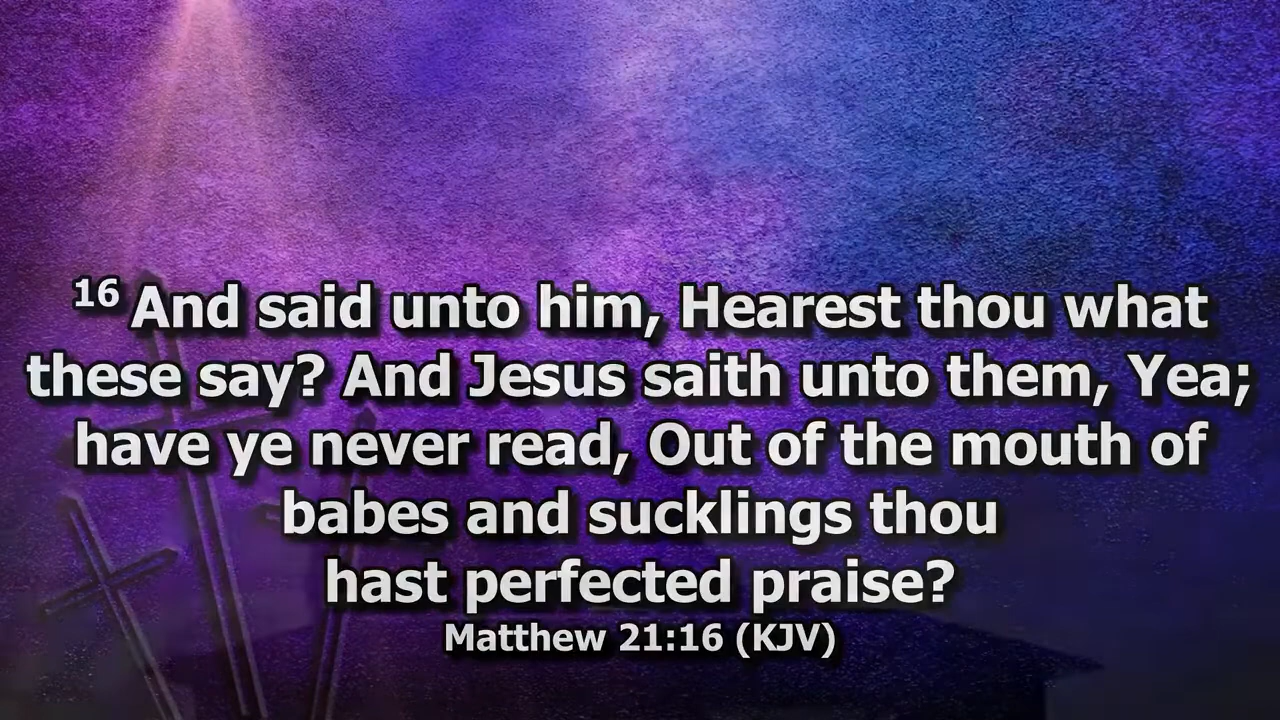 16 And said unto him, Hearest thou what
these say? And Jesus saith unto them, Yea;
have ye never read, Out of the mouth of
babes and sucklings thou
hast perfected praise?
Matthew 21:16 (KJV)